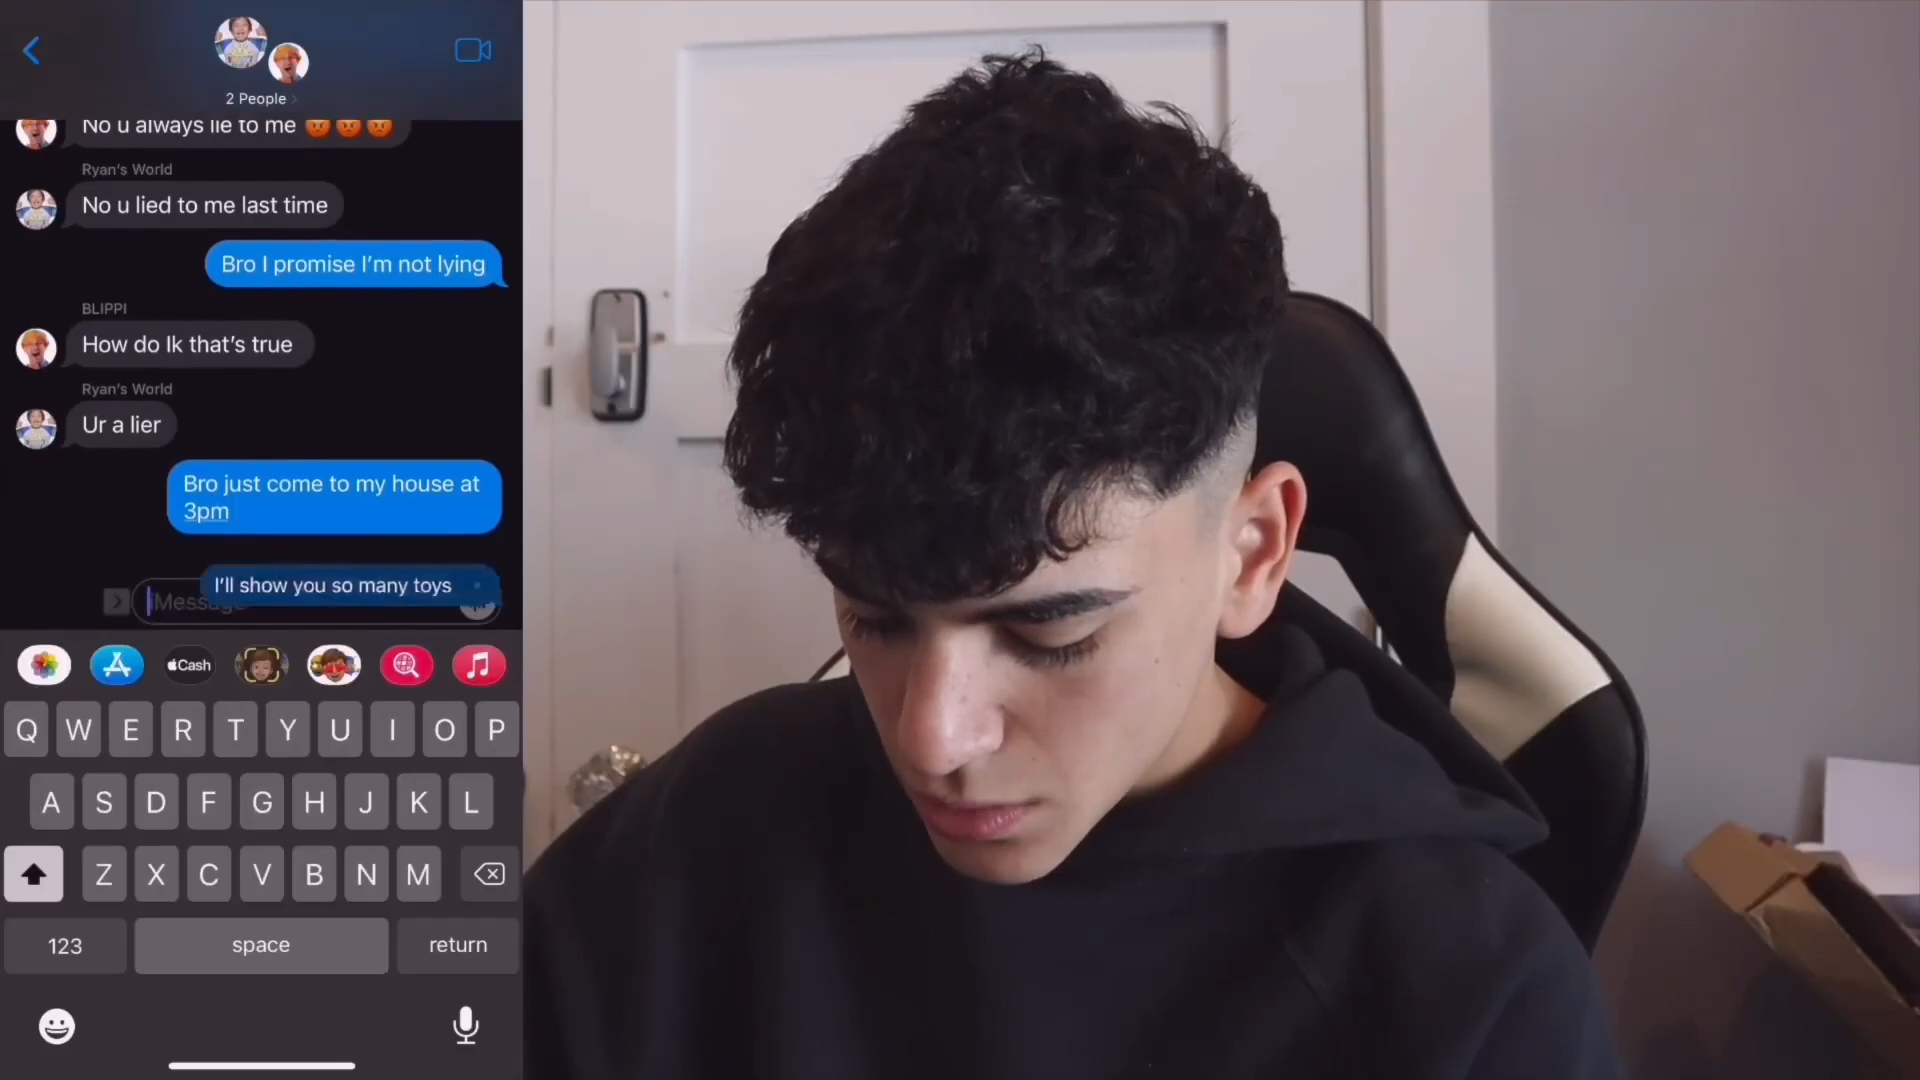 2 People
No u always lie to me 😡😡😡
Ryan's World
No u lied to me last time
Bro I promise I'm not lying
BLIPPI
How do Ik that's true
Ryan's World
Ur a lier
Bro just come to my house at
3pm
I'll show you so many toys
iMessage
Cash
Q W E R T Y U I O P
A S D F G H J K L
Z X C V B N M
123 space return